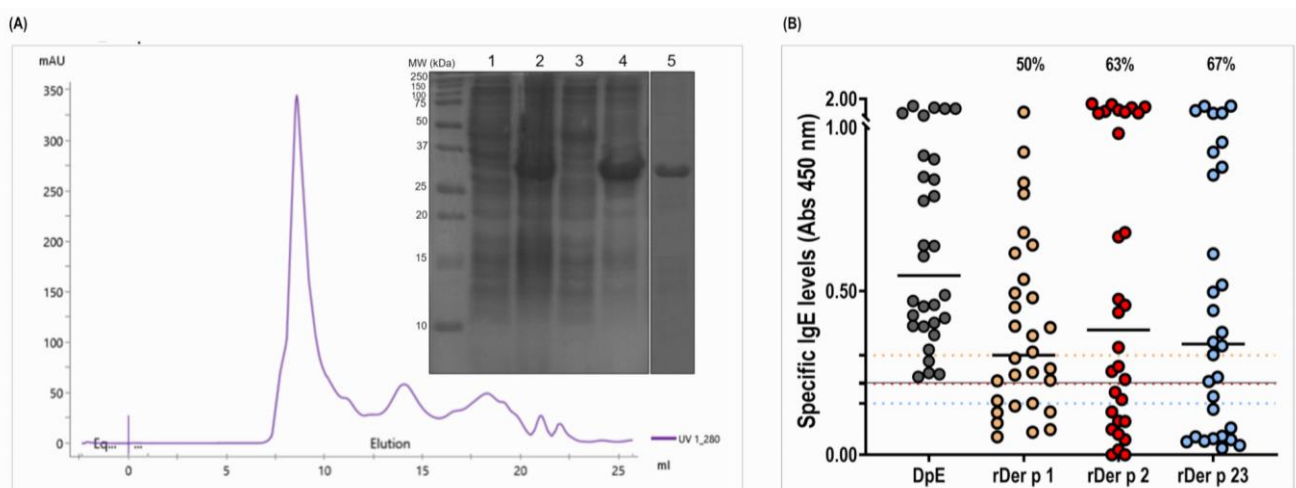 (A)
mAU
350
300
250
200
150
100
50
0
Eq... ...
Elution
0 5 10 15 20 25
ml
UV 1_280
MW (kDa) 1 2 3 4 5
250
150
100
75
50
37
25
20
15
10
(B)
50% 63% 67%
Specific IgE levels (Abs 450 nm)
2.00
1.00
0.50
0.00
DpE rDer p 1 rDer p 2 rDer p 23